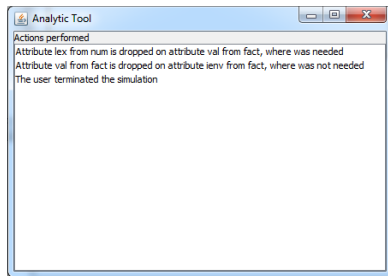 Analytic Tool
Actions performed
Attribute lex from num is dropped on attribute val from fact, where was needed
Attribute val from fact is dropped on attribute ienv from fact, where was not needed
The user terminated the simulation